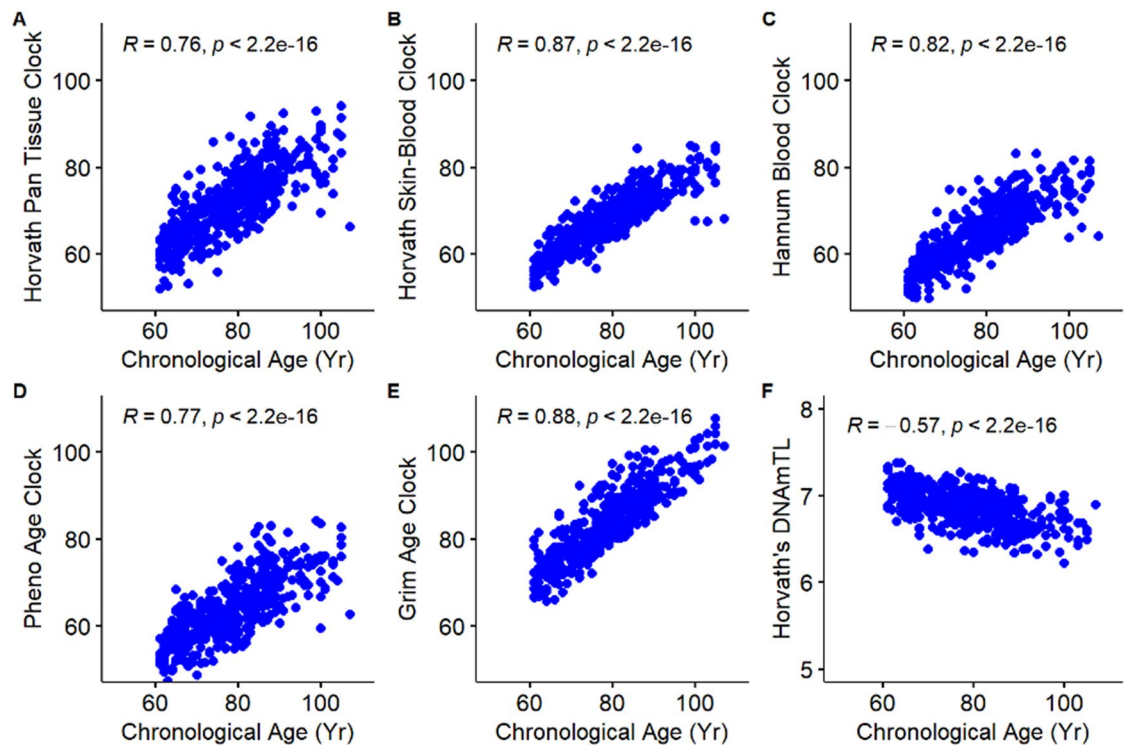 A
R = 0.76, p < 2.2e-16
Horvath Pan Tissue Clock
100
80
60
60 80 100
Chronological Age (Yr)
B
R = 0.87, p < 2.2e-16
Horvath Skin-Blood Clock
100
80
60
60 80 100
Chronological Age (Yr)
C
R = 0.82, p < 2.2e-16
Hannum Blood Clock
100
80
60
60 80 100
Chronological Age (Yr)
D
R = 0.77, p < 2.2e-16
Pheno Age Clock
100
80
60
60 80 100
Chronological Age (Yr)
E
R = 0.88, p < 2.2e-16
Grim Age Clock
100
80
60
60 80 100
Chronological Age (Yr)
F
R = −0.57, p < 2.2e-16
Horvath's DNAmTL
8
7
6
5
60 80 100
Chronological Age (Yr)